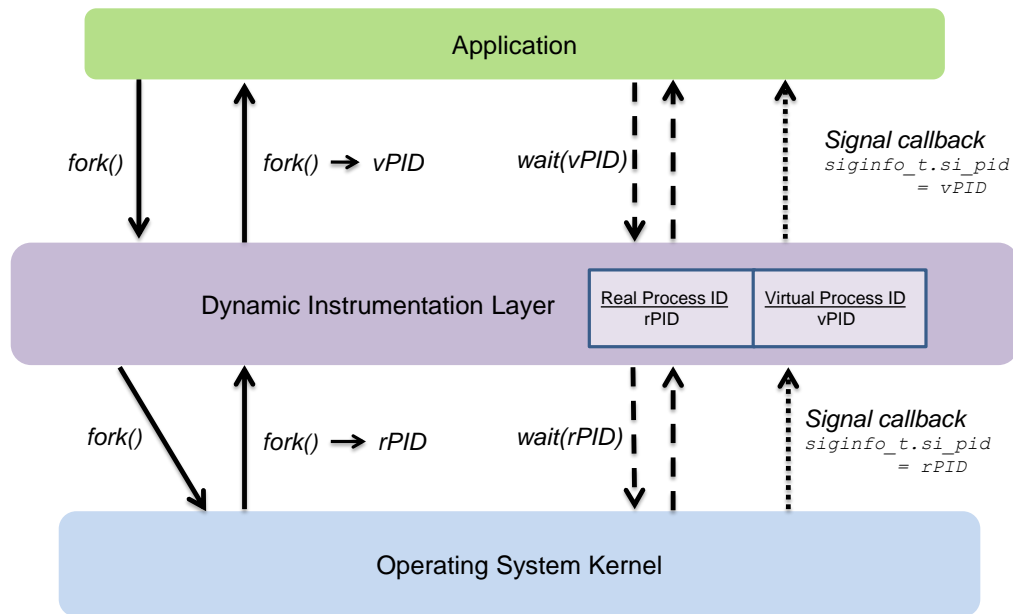 Application
fork()
fork() → vPID
wait(vPID)
Signal callback
siginfo_t.si_pid
= vPID
Dynamic Instrumentation Layer
Real Process ID
rPID
Virtual Process ID
vPID
fork()
fork() → rPID
wait(rPID)
Signal callback
siginfo_t.si_pid
= rPID
Operating System Kernel